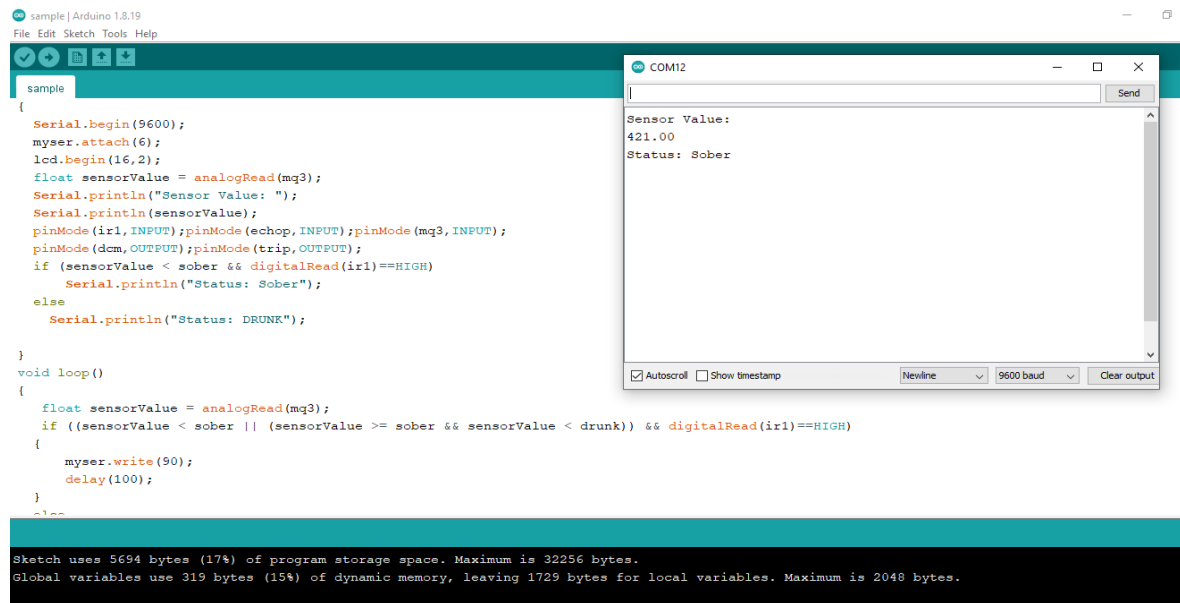 sample | Arduino 1.8.19
File Edit Sketch Tools Help
sample
{
Serial.begin(9600);
myser.attach(6);
lcd.begin(16,2);
float sensorValue = analogRead(mq3);
Serial.println("Sensor Value: ");
Serial.println(sensorValue);
pinMode(ir1,INPUT);pinMode(echop,INPUT);pinMode(mq3,INPUT);
pinMode(dcm,OUTPUT);pinMode(trip,OUTPUT);
if (sensorValue < sober && digitalRead(ir1)==HIGH)
Serial.println("Status: Sober");
else
Serial.println("Status: DRUNK");
}
void loop()
{
float sensorValue = analogRead(mq3);
if ((sensorValue < sober || (sensorValue >= sober && sensorValue < drunk)) && digitalRead(ir1)==HIGH)
{
myser.write(90);
delay(100);
}
else
COM12
Send
Sensor Value:
421.00
Status: Sober
Autoscroll Show timestamp Newline 9600 baud Clear output
Sketch uses 5694 bytes (17%) of program storage space. Maximum is 32256 bytes.
Global variables use 319 bytes (15%) of dynamic memory, leaving 1729 bytes for local variables. Maximum is 2048 bytes.